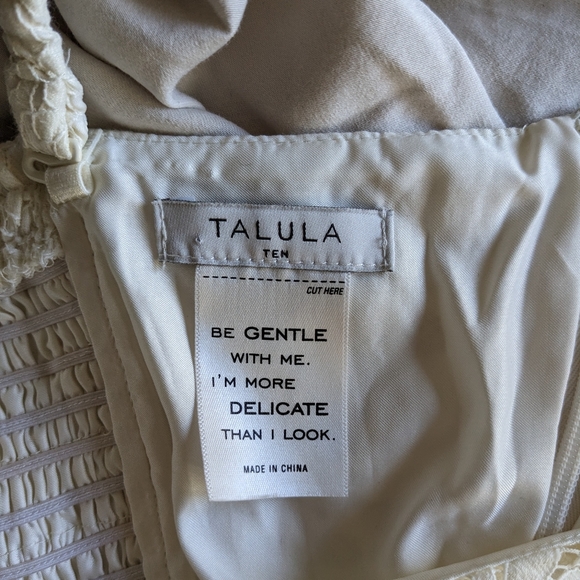 TALULA
TEN
CUT HERE
BE GENTLE
WITH ME.
I'M MORE
DELICATE
THAN I LOOK.
MADE IN CHINA